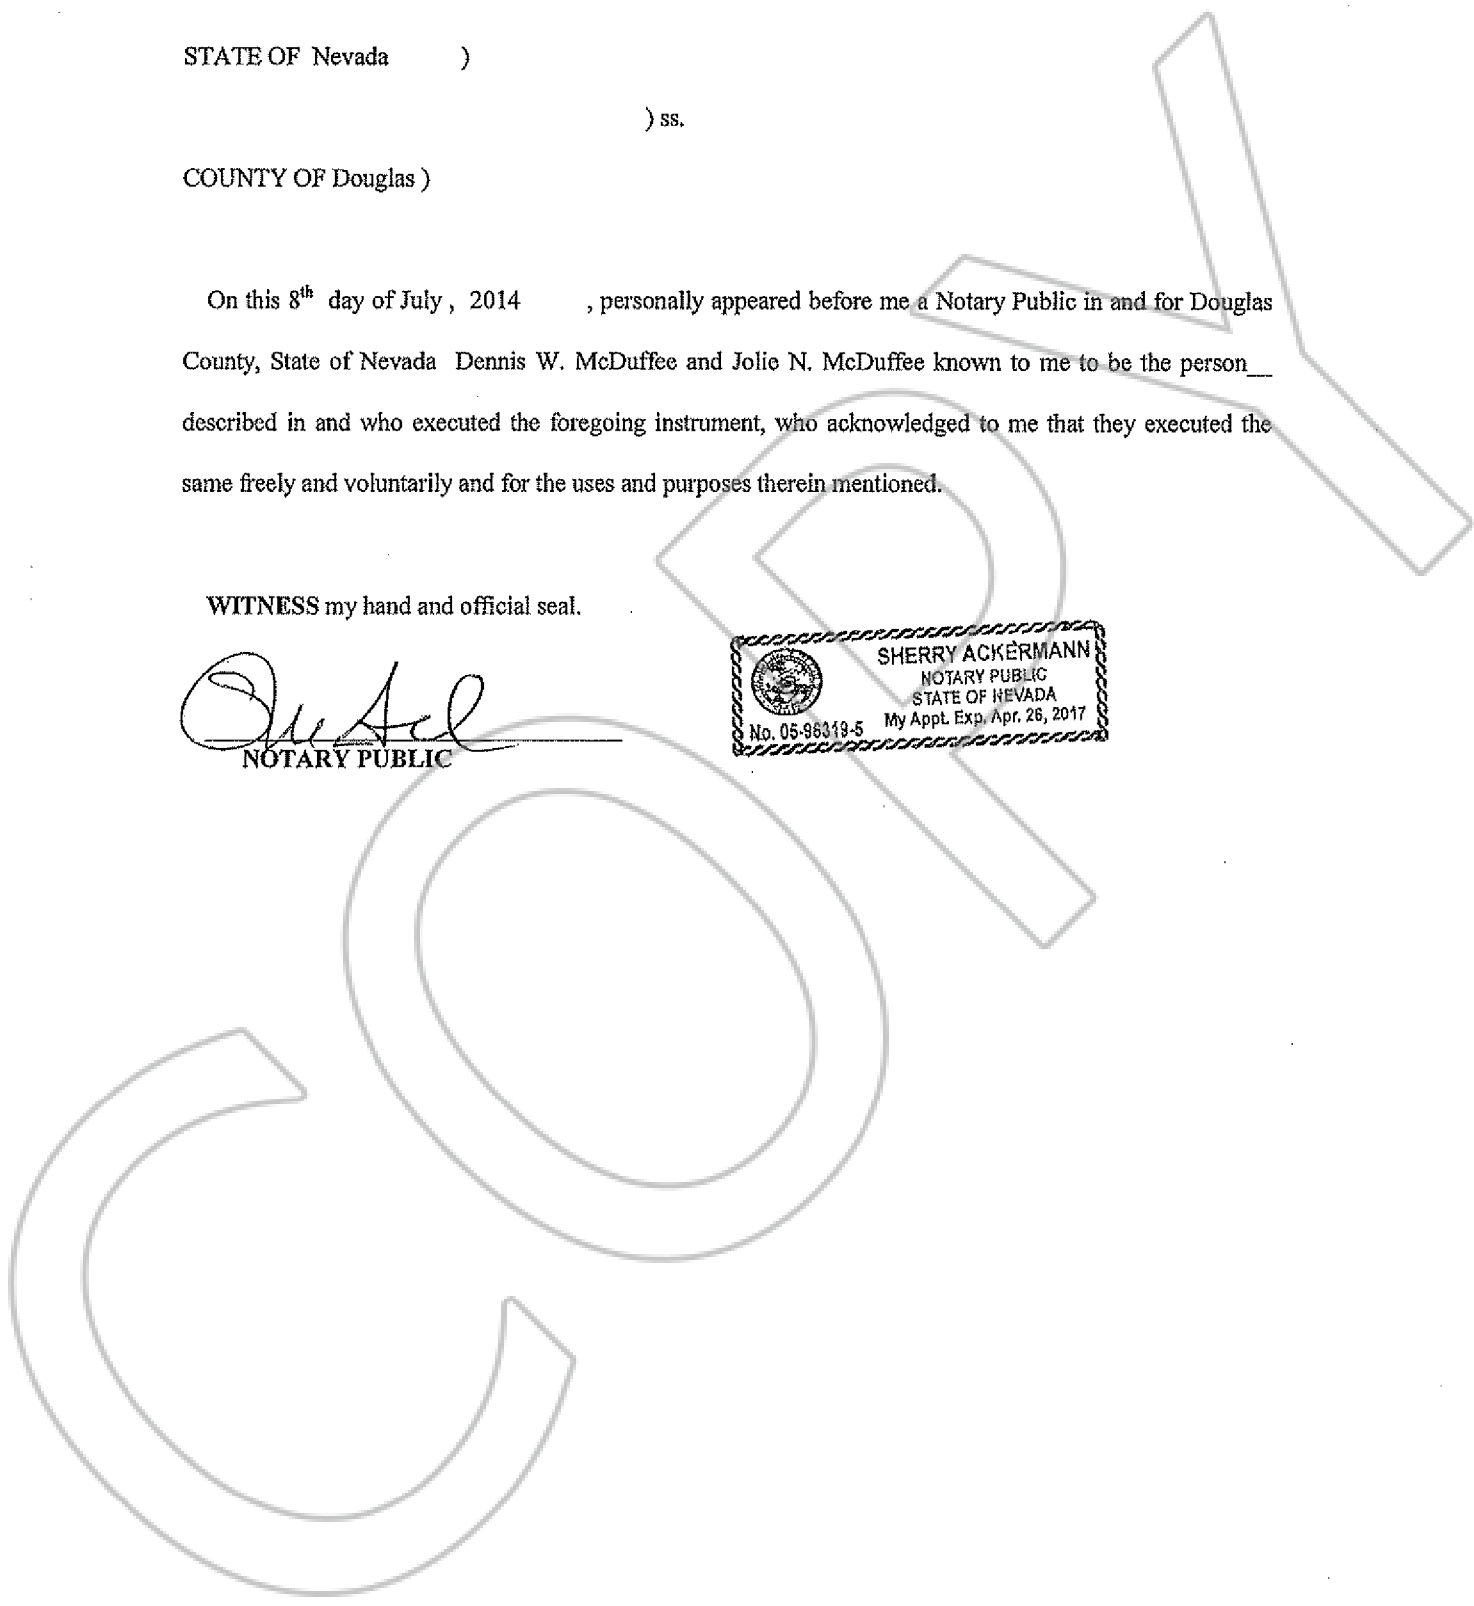 STATE OF Nevada )
) ss.
COUNTY OF Douglas )
On this 8th day of July , 2014 , personally appeared before me a Notary Public in and for Douglas
County, State of Nevada Dennis W. McDuffee and Jolie N. McDuffee known to me to be the person__
described in and who executed the foregoing instrument, who acknowledged to me that they executed the
same freely and voluntarily and for the uses and purposes therein mentioned.
WITNESS my hand and official seal.
NOTARY PUBLIC
SHERRY ACKERMANN
NOTARY PUBLIC
STATE OF NEVADA
My Appt. Exp. Apr. 26, 2017
No. 05-96319-5
COPY